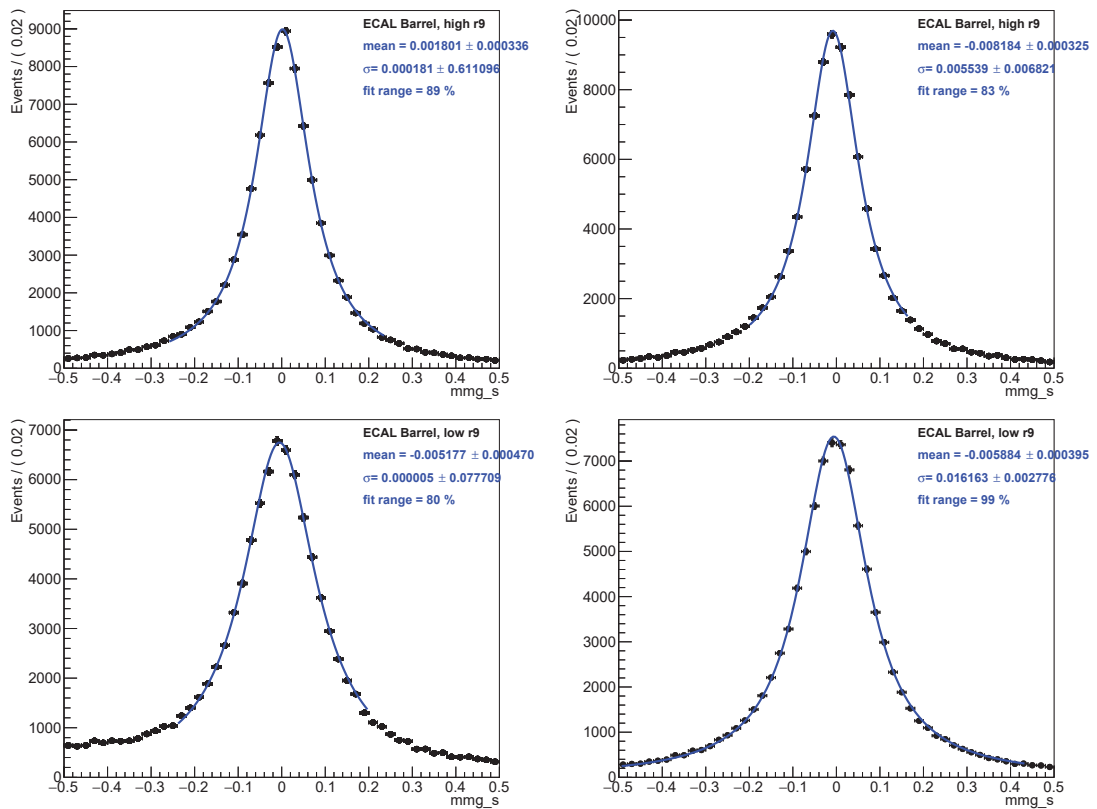 ECAL Barrel, high r9
mean = 0.001801 ± 0.000336
σ= 0.000181 ± 0.611096
fit range = 89 %
Events / ( 0.02 )
9000
8000
7000
6000
5000
4000
3000
2000
1000
0
−0.5 −0.4 −0.3 −0.2 −0.1 0 0.1 0.2 0.3 0.4 0.5
mmg_s
ECAL Barrel, high r9
mean = -0.008184 ± 0.000325
σ= 0.005539 ± 0.006821
fit range = 83 %
Events / ( 0.02 )
10000
8000
6000
4000
2000
0
−0.5 −0.4 −0.3 −0.2 −0.1 0 0.1 0.2 0.3 0.4 0.5
mmg_s
ECAL Barrel, low r9
mean = -0.005177 ± 0.000470
σ= 0.000005 ± 0.077709
fit range = 80 %
Events / ( 0.02 )
7000
6000
5000
4000
3000
2000
1000
0
−0.5 −0.4 −0.3 −0.2 −0.1 0 0.1 0.2 0.3 0.4 0.5
mmg_s
ECAL Barrel, low r9
mean = -0.005884 ± 0.000395
σ= 0.016163 ± 0.002776
fit range = 99 %
Events / ( 0.02 )
7000
6000
5000
4000
3000
2000
1000
0
−0.5 −0.4 −0.3 −0.2 −0.1 0 0.1 0.2 0.3 0.4 0.5
mmg_s